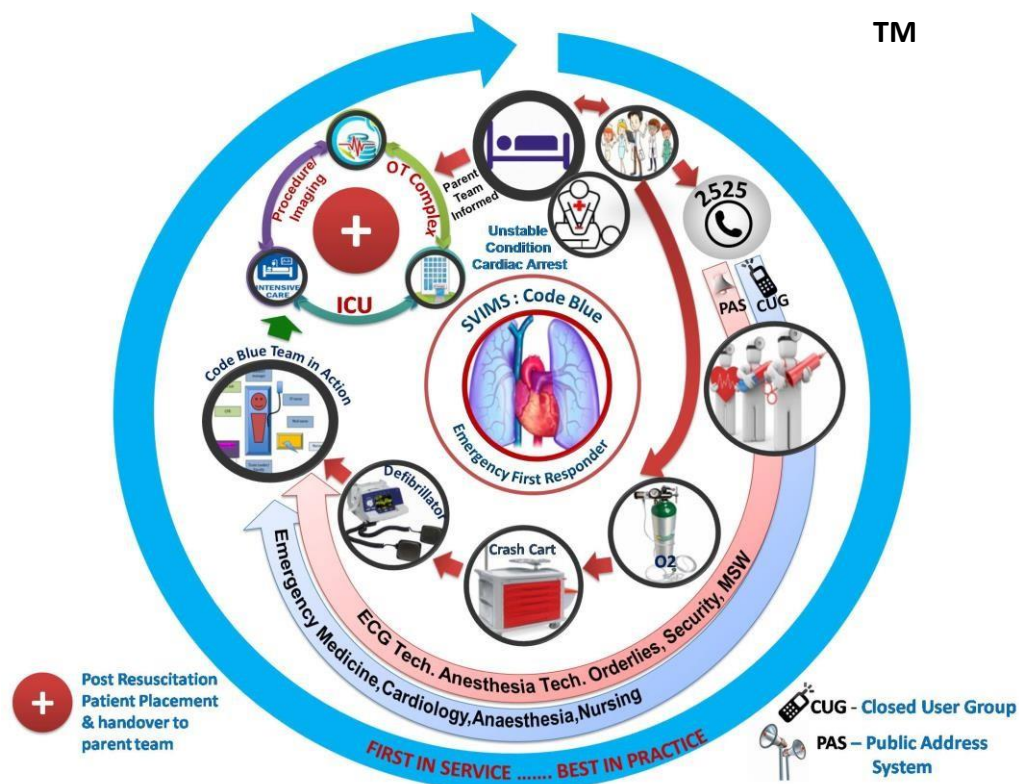 TM
Procedure/
Imaging
OT Complex
INTENSIVE
CARE
ICU
Parent
Team
Informed
Unstable
Condition
Cardiac Arrest
2525
PAS
CUG
SVIMS : Code Blue
Emergency First Responder
Code Blue Team in Action
Defibrillator
Crash Cart
O2
ECG Tech. Anesthesia Tech. Orderlies, Security, MSW
Emergency Medicine,Cardiology,Anaesthesia,Nursing
FIRST IN SERVICE ....... BEST IN PRACTICE
Post Resuscitation
Patient Placement
& handover to
parent team
CUG - Closed User Group
PAS – Public Address
System